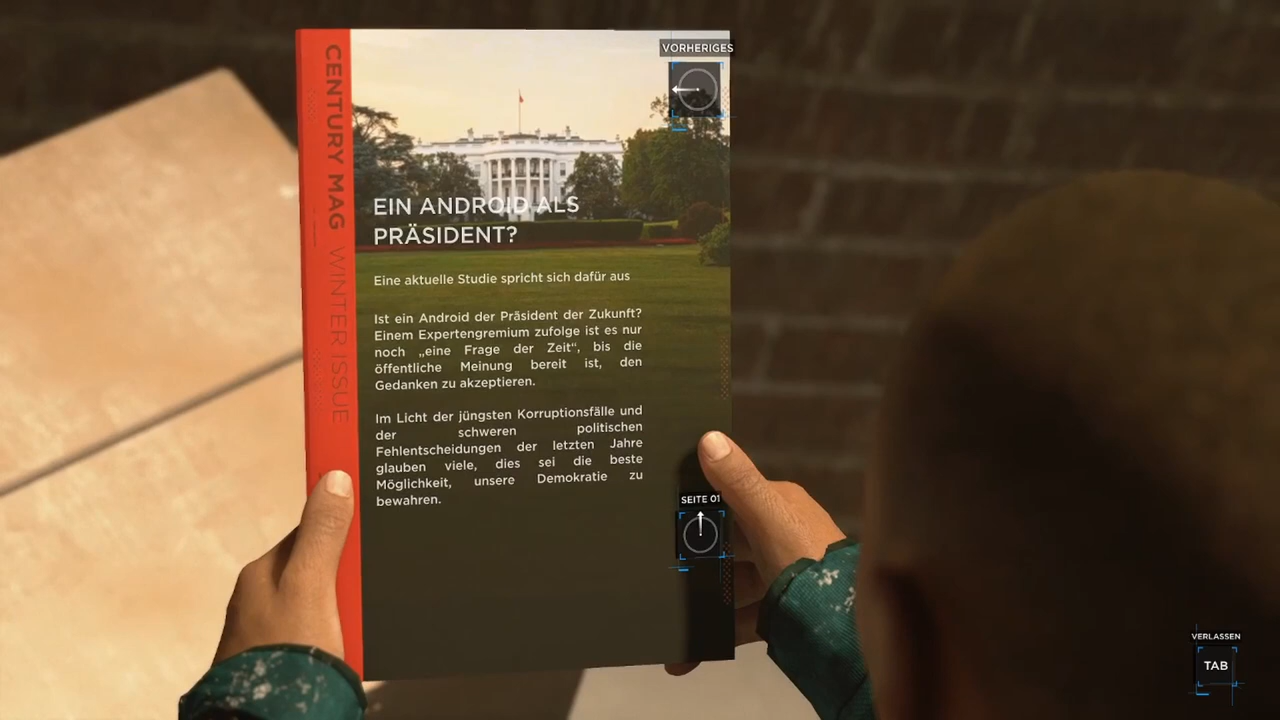 CENTURY MAG WINTER ISSUE
VORHERIGES
EIN ANDROID ALS
PRÄSIDENT?
Eine aktuelle Studie spricht sich dafür aus
Ist ein Android der Präsident der Zukunft?
Einem Expertengremium zufolge ist es nur
noch „eine Frage der Zeit“, bis die
öffentliche Meinung bereit ist, den
Gedanken zu akzeptieren.
Im Licht der jüngsten Korruptionsfälle und
der schweren politischen
Fehlentscheidungen der letzten Jahre
glauben viele, dies sei die beste
Möglichkeit, unsere Demokratie zu
bewahren.
SEITE 01
VERLASSEN
TAB